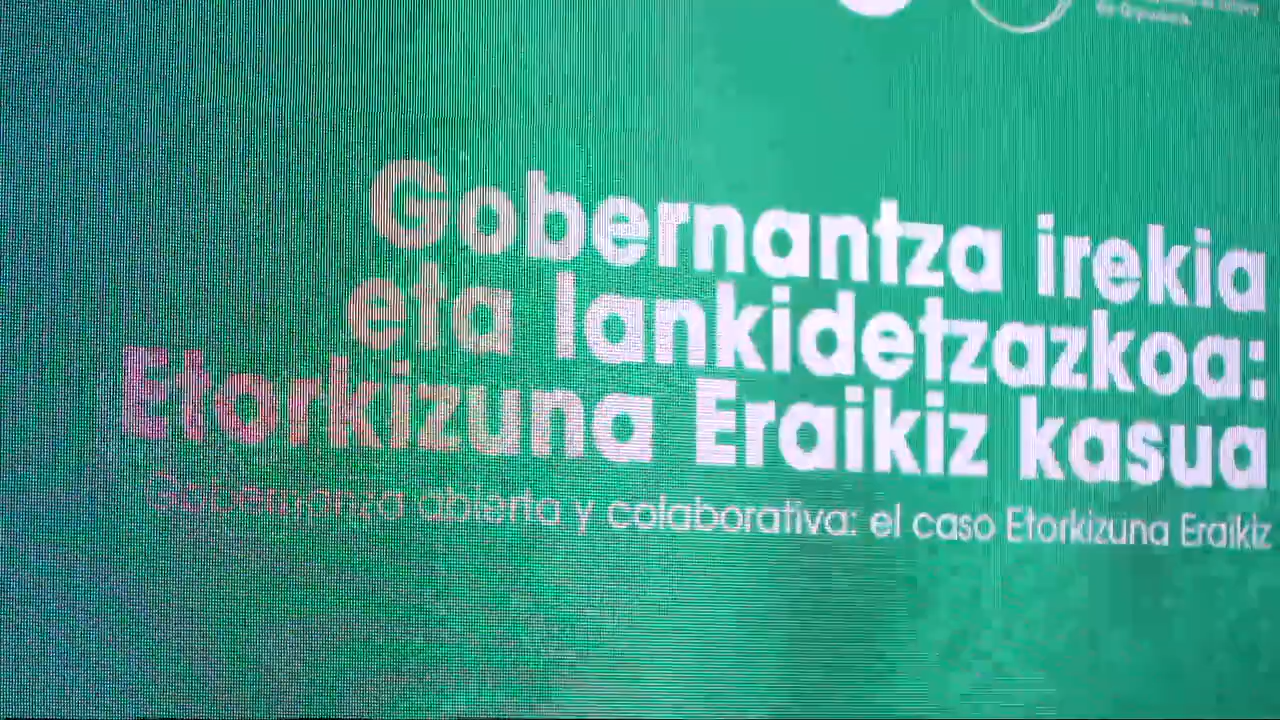 Gobernantza irekia
eta lankidetzazkoa:
Etorkizuna Eraikiz kasua
Gobernanza abierta y colaborativa: el caso Etorkizuna Eraikiz